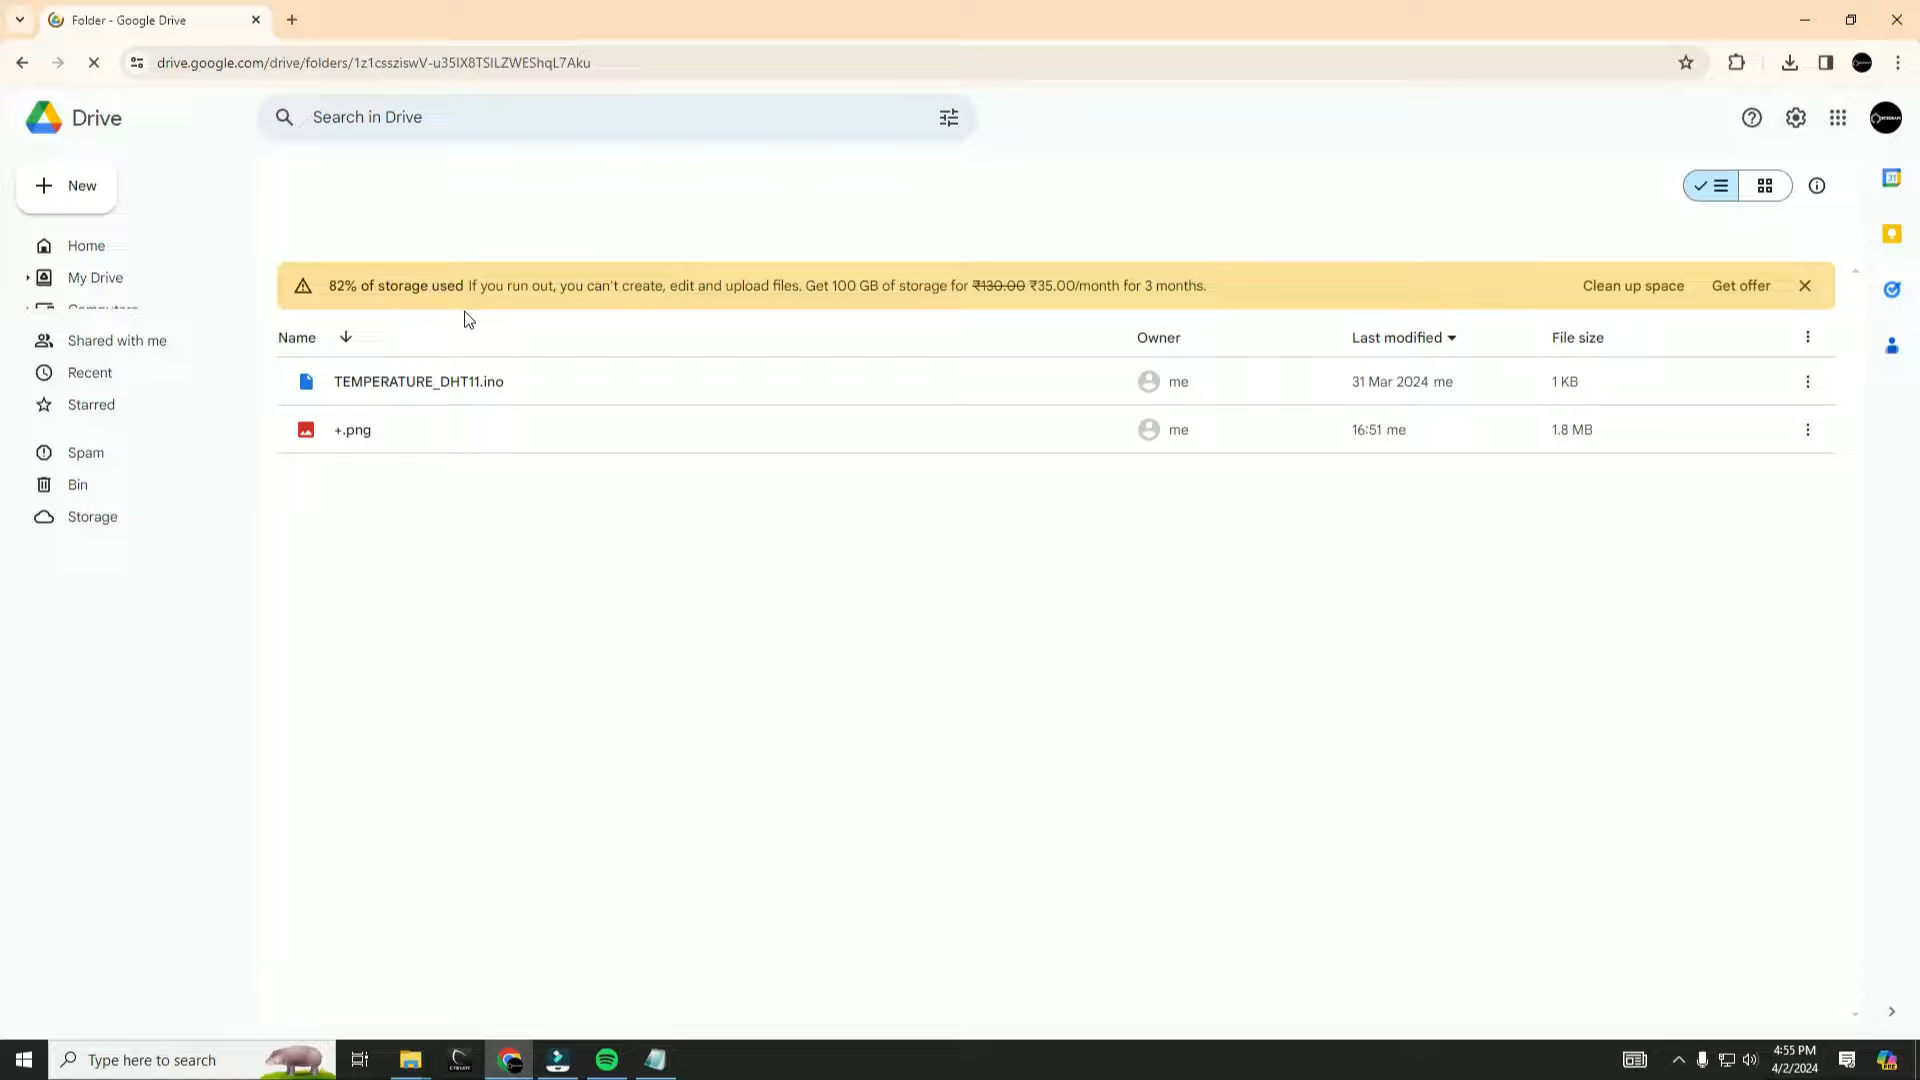 Folder - Google Drive
drive.google.com/drive/folders/1z1cssziswV-u35IX8TSILZWEShqL7Aku
Drive
Search in Drive
New
Home
My Drive
Computers
Shared with me
Recent
Starred
Spam
Bin
Storage
82% of storage used If you run out, you can't create, edit and upload files. Get 100 GB of storage for ₹130.00 ₹35.00/month for 3 months.
Clean up space
Get offer
Name
Owner
Last modified
File size
TEMPERATURE_DHT11.ino
me
31 Mar 2024 me
1 KB
+.png
me
16:51 me
1.8 MB
31
Type here to search
4:55 PM
4/2/2024
PRE